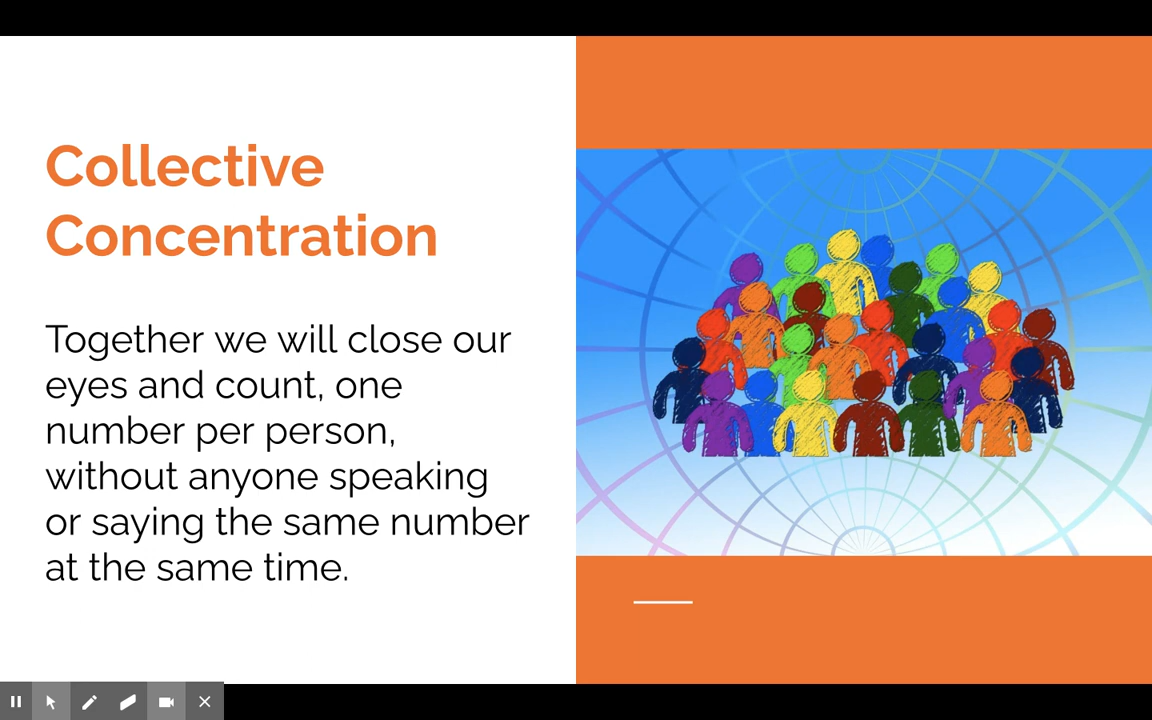 Collective
Concentration
Together we will close our
eyes and count, one
number per person,
without anyone speaking
or saying the same number
at the same time.